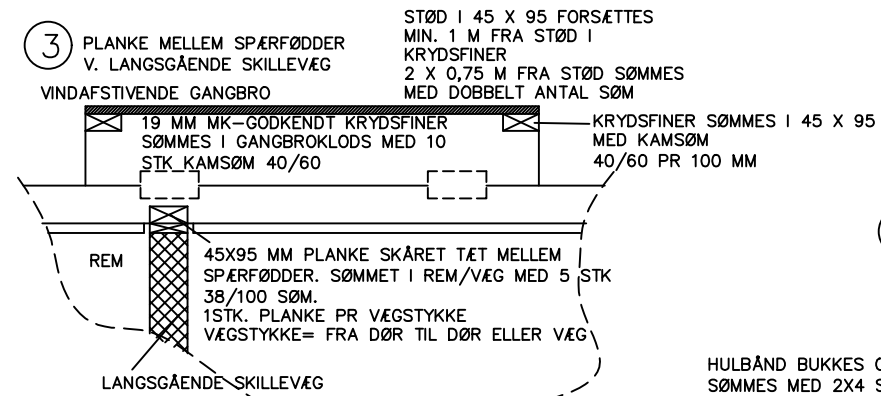 3
PLANKE MELLEM SPÆRFØDDER
V. LANGSGÅENDE SKILLEVÆG
VINDAFSTIVENDE GANGBRO
STØD I 45 X 95 FORSÆTTES
MIN. 1 M FRA STØD I
KRYDSFINER
2 X 0,75 M FRA STØD SØMMES
MED DOBBELT ANTAL SØM
19 MM MK-GODKENDT KRYDSFINER
SØMMES I GANGBROKLODS MED 10
STK KAMSØM 40/60
KRYDSFINER SØMMES I 45 X 95
MED KAMSØM
40/60 PR 100 MM
REM
45X95 MM PLANKE SKÅRET TÆT MELLEM
SPÆRFØDDER. SØMMET I REM/VÆG MED 5 STK
38/100 SØM.
1STK. PLANKE PR VÆGSTYKKE
VÆGSTYKKE= FRA DØR TIL DØR ELLER VÆG
LANGSGÅENDE SKILLEVÆG
HULBÅND BUKKES
SØMMES MED 2X4